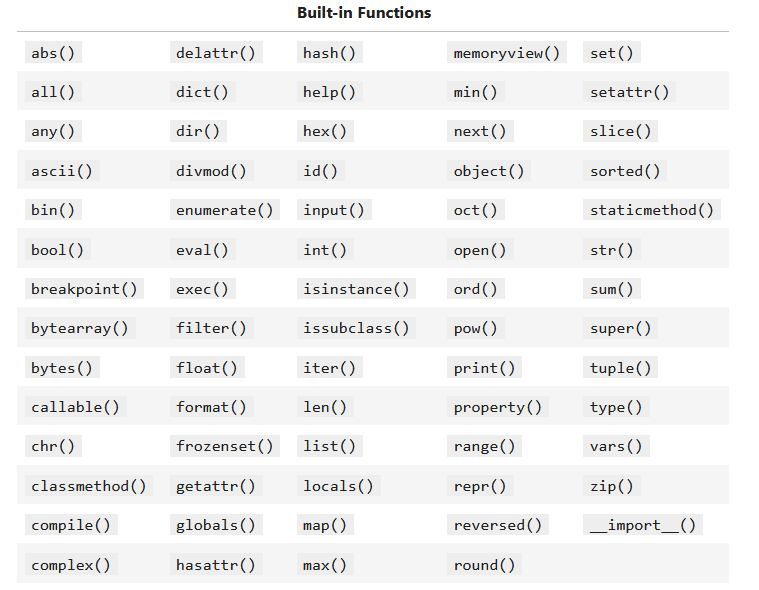 Built-in Functions
abs() delattr() hash() memoryview() set()
all() dict() help() min() setattr()
any() dir() hex() next() slice()
ascii() divmod() id() object() sorted()
bin() enumerate() input() oct() staticmethod()
bool() eval() int() open() str()
breakpoint() exec() isinstance() ord() sum()
bytearray() filter() issubclass() pow() super()
bytes() float() iter() print() tuple()
callable() format() len() property() type()
chr() frozenset() list() range() vars()
classmethod() getattr() locals() repr() zip()
compile() globals() map() reversed() __import__()
complex() hasattr() max() round()